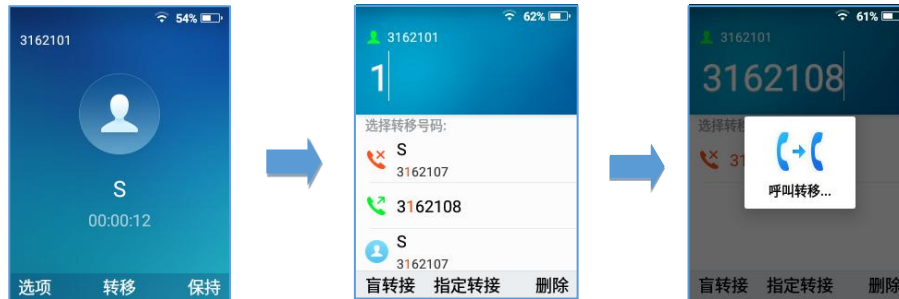 54%
3162101
S
00:00:12
选项 转移 保持
62%
3162101
1
选择转移号码:
S
3162107
3162108
S
3162107
盲转接 指定转接 删除
61%
3162101
3162108
选择转移
31
呼叫转移...
盲转接 指定转接 删除